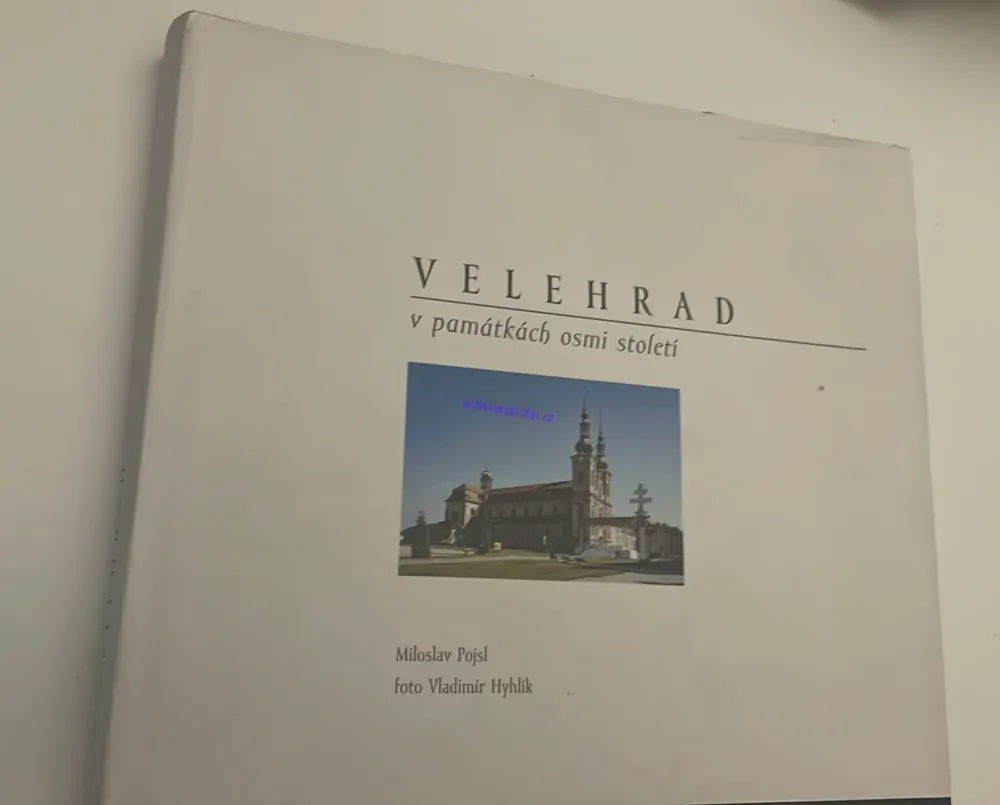 VELEHRAD
v památkách osmi století
Miloslav Pojsl
foto Vladimír Hyhlík